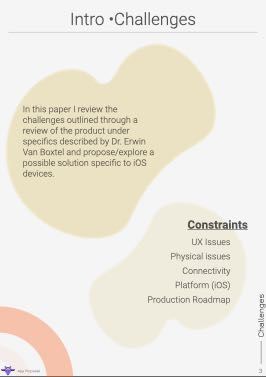 Intro •Challenges
In this paper I review the
challenges outlined through a
review of the product under
specifics described by Dr. Erwin
Van Boxtel and propose/explore a
possible solution specific to iOS
devices.
Constraints
UX Issues
Physical issues
Connectivity
Platform (iOS)
Production Roadmap
Challenges
3